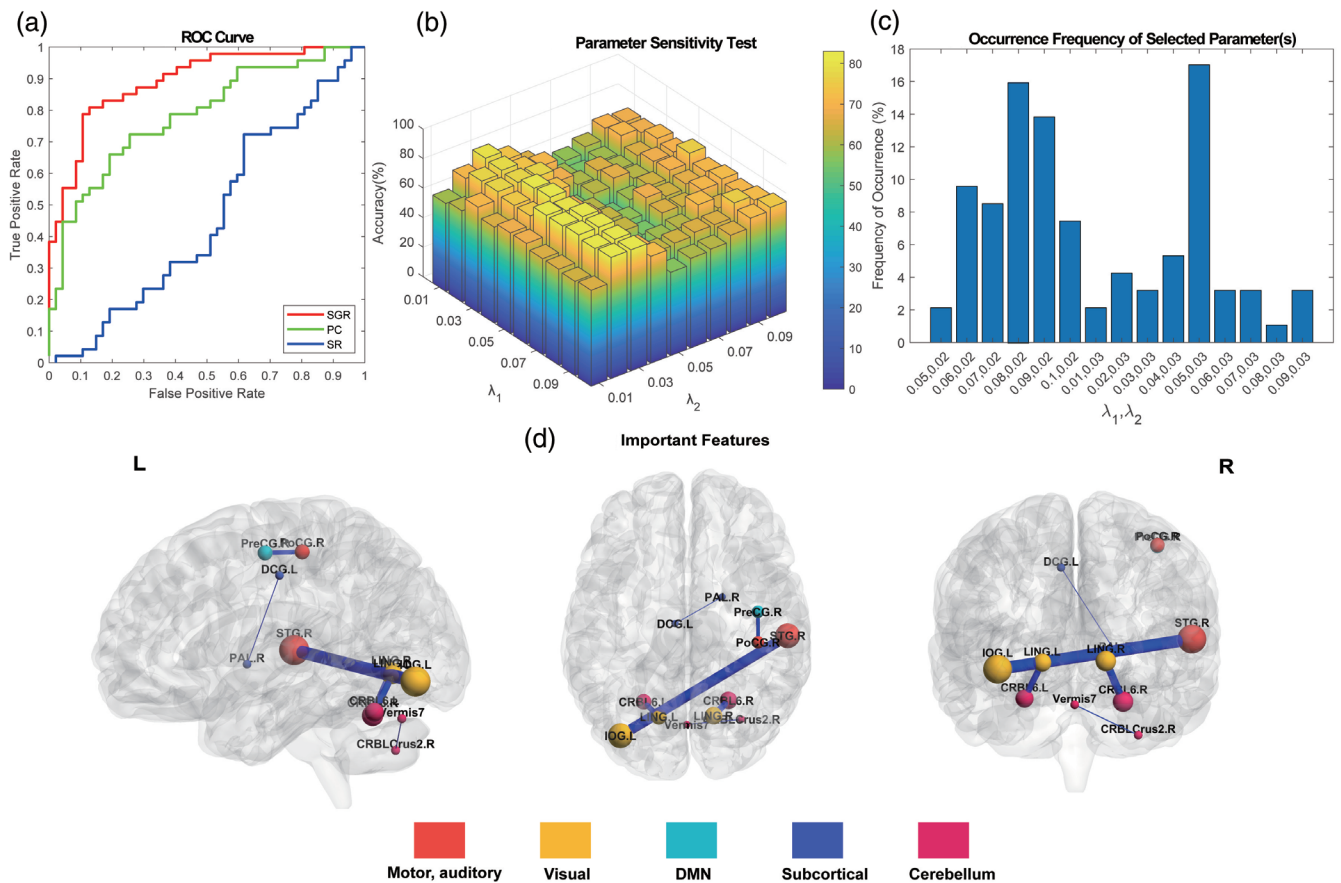 (a)
ROC Curve
1
0.9
0.8
0.7
0.6
0.5
0.4
0.3
0.2
0.1
0
True Positive Rate
0 0.1 0.2 0.3 0.4 0.5 0.6 0.7 0.8 0.9 1
False Positive Rate
SGR
PC
SR
(b)
Parameter Sensitivity Test
100
80
60
40
20
0
Accuracy(%)
0.01
0.03
0.05
0.07
0.09
λ1
0.01
0.03
0.05
0.07
0.09
λ2
80
70
60
50
40
30
20
10
0
(c)
Occurrence Frequency of Selected Parameter(s)
18
16
14
12
10
8
6
4
2
0
Frequency of Occurrence (%)
0.05,0.02
0.06,0.02
0.07,0.02
0.08,0.02
0.09,0.02
0.1,0.02
0.01,0.03
0.02,0.03
0.03,0.03
0.04,0.03
0.05,0.03
0.06,0.03
0.07,0.03
0.08,0.03
0.09,0.03
λ1,λ2
(d)
Important Features
L
R
PreCG.R
PoCG.R
DCG.L
STG.R
PAL.R
LING.R
IOG.L
CRBL6.L
Vermis7
CRBLCrus2.R
PAL.R
PreCG.R
DCG.L
PoCG.R
STG.R
CRBL6.L
CRBL6.R
LING.L
LING.R
Vermis7
BLCrus2.R
IOG.L
PoCG.R
DCG.L
STG.R
IOG.L
LING.L
LING.R
CRBL6.L
CRBL6.R
Vermis7
CRBLCrus2.R
Motor, auditory
Visual
DMN
Subcortical
Cerebellum